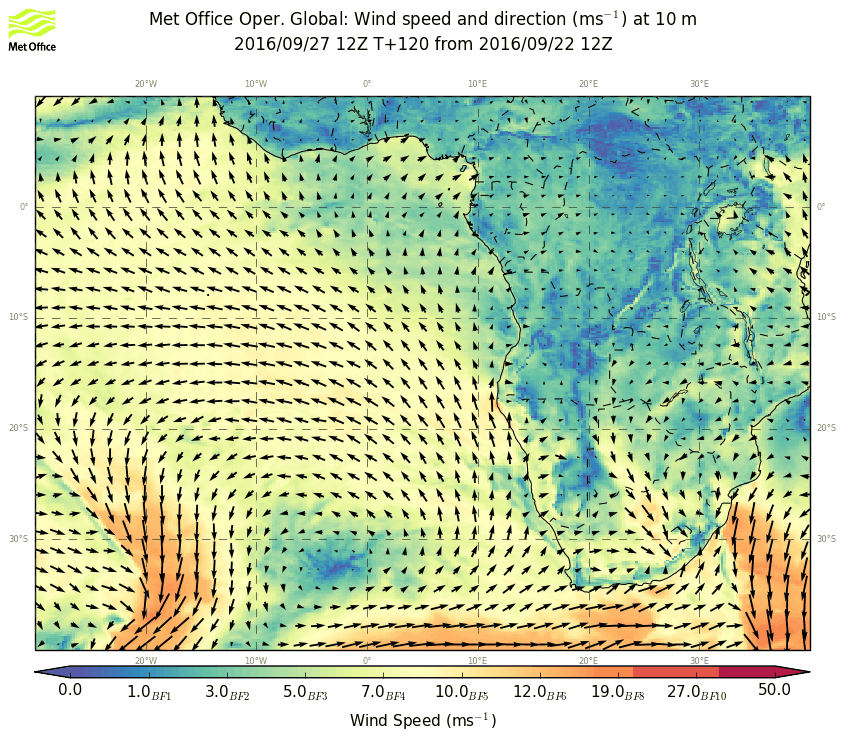 Met Office
Met Office Oper. Global: Wind speed and direction (ms⁻¹) at 10 m
2016/09/27 12Z T+120 from 2016/09/22 12Z
20°W 10°W 0° 10°E 20°E 30°E
0° 0°
10°S 10°S
20°S 20°S
30°S 30°S
20°W 10°W 0° 10°E 20°E 30°E
0.0 1.0BF1 3.0BF2 5.0BF3 7.0BF4 10.0BF5 12.0BF6 19.0BF8 27.0BF10 50.0
Wind Speed (ms⁻¹)